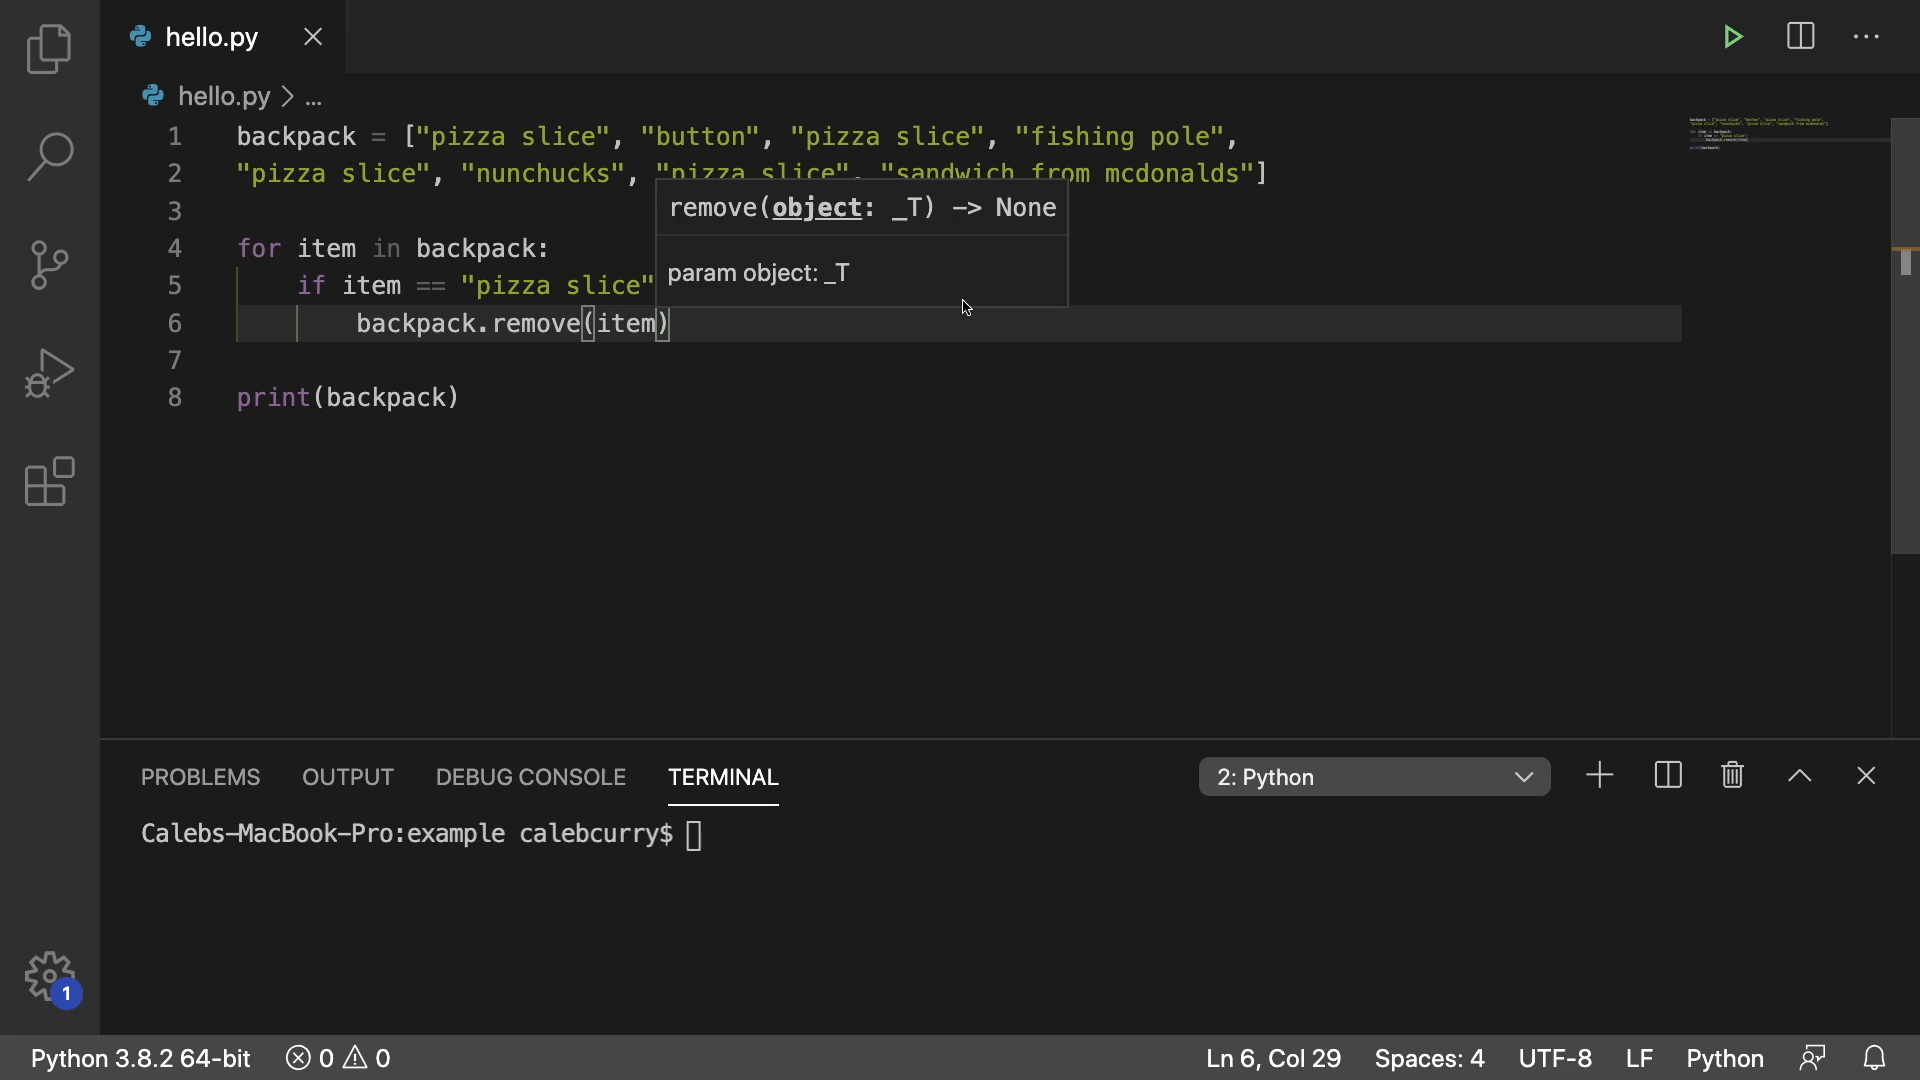 hello.py
hello.py > ...
1 backpack = ["pizza slice", "button", "pizza slice", "fishing pole",
2 "pizza slice", "nunchucks", "pizza slice", "sandwich from mcdonalds"]
3
remove(object: _T) -> None
4 for item in backpack:
5 if item == "pizza slice"
param object: _T
6 backpack.remove(item)
7
8 print(backpack)
PROBLEMS OUTPUT DEBUG CONSOLE TERMINAL 2: Python
Calebs-MacBook-Pro:example calebcurry$
1
Python 3.8.2 64-bit 0 0 Ln 6, Col 29 Spaces: 4 UTF-8 LF Python